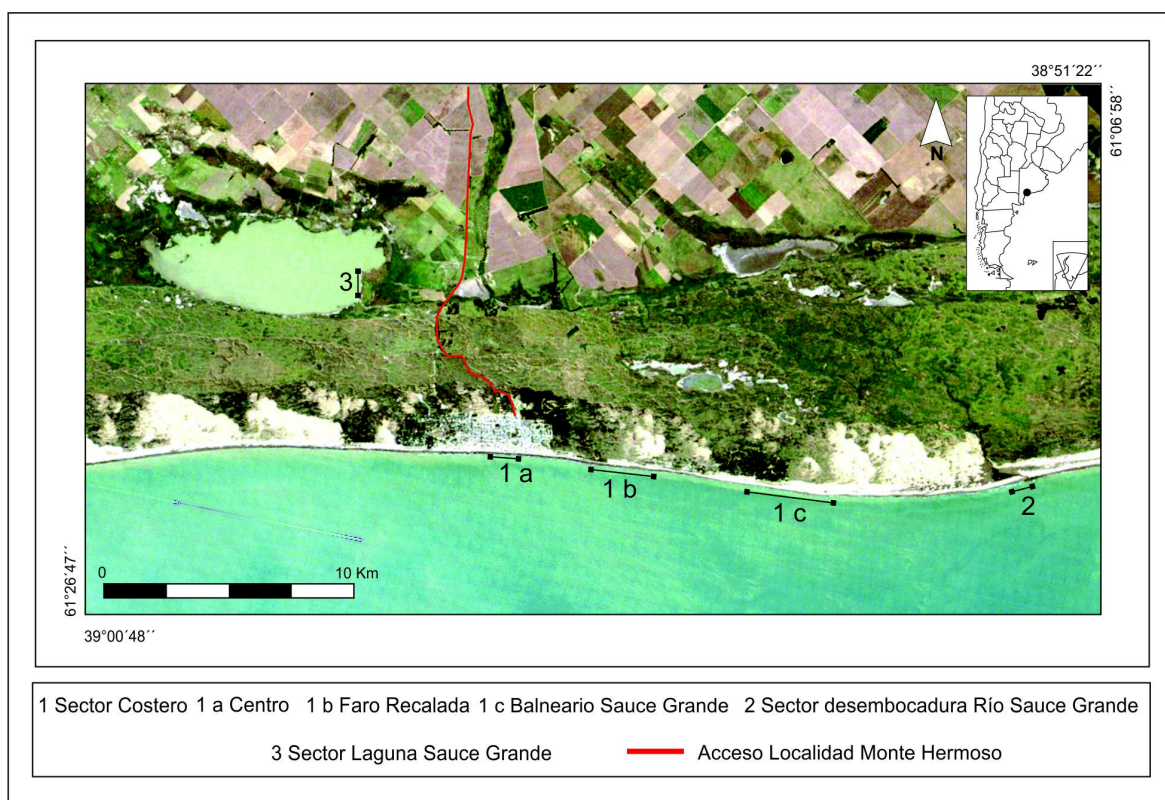 38°51´22´´
61°06´58´´
N
3
1 a
1 b
1 c
2
0 10 Km
61°26´47´´
39°00´48´´
1 Sector Costero 1 a Centro 1 b Faro Recalada 1 c Balneario Sauce Grande 2 Sector desembocadura Río Sauce Grande
3 Sector Laguna Sauce Grande Acceso Localidad Monte Hermoso